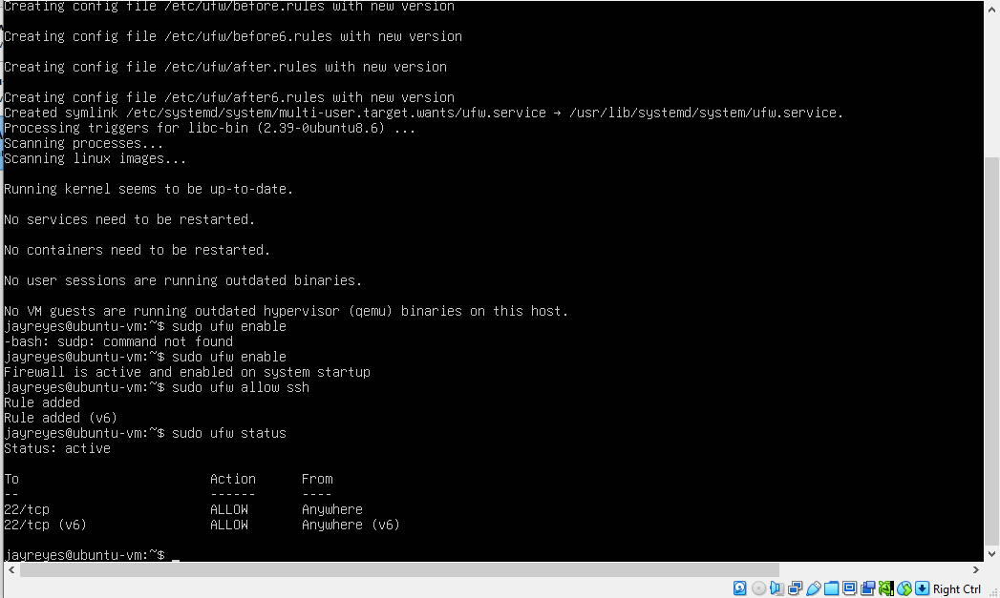 Creating config file /etc/ufw/before.rules with new version
Creating config file /etc/ufw/before6.rules with new version
Creating config file /etc/ufw/after.rules with new version
Creating config file /etc/ufw/after6.rules with new version
Created symlink /etc/systemd/system/multi-user.target.wants/ufw.service → /usr/lib/systemd/system/ufw.service.
Processing triggers for libc-bin (2.39-0ubuntu8.6) ...
Scanning processes...
Scanning linux images...
Running kernel seems to be up-to-date.
No services need to be restarted.
No containers need to be restarted.
No user sessions are running outdated binaries.
No VM guests are running outdated hypervisor (qemu) binaries on this host.
jayreyes@ubuntu-vm:~$ sudp ufw enable
-bash: sudp: command not found
jayreyes@ubuntu-vm:~$ sudo ufw enable
Firewall is active and enabled on system startup
jayreyes@ubuntu-vm:~$ sudo ufw allow ssh
Rule added
Rule added (v6)
jayreyes@ubuntu-vm:~$ sudo ufw status
Status: active
To                         Action      From
--                         ------      ----
22/tcp                     ALLOW       Anywhere
22/tcp (v6)                ALLOW       Anywhere (v6)
jayreyes@ubuntu-vm:~$ _
Right Ctrl